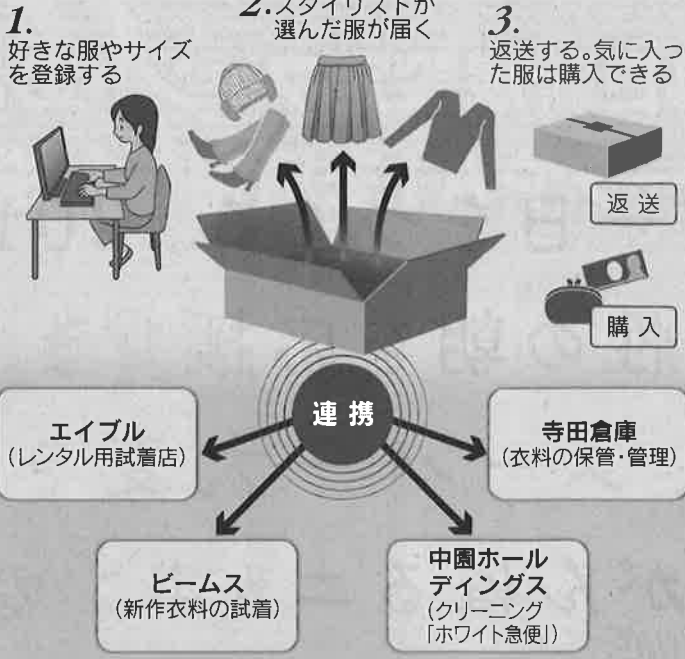 1.
好きな服やサイズ
を登録する
2.スタイリストが
選んだ服が届く
3.
返送する。気に入っ
た服は購入できる
返送
購入
連携
エイブル
(レンタル用試着店)
寺田倉庫
(衣料の保管・管理)
ビームス
(新作衣料の試着)
中園ホール
ディングス
(クリーニング
「ホワイト急便」)